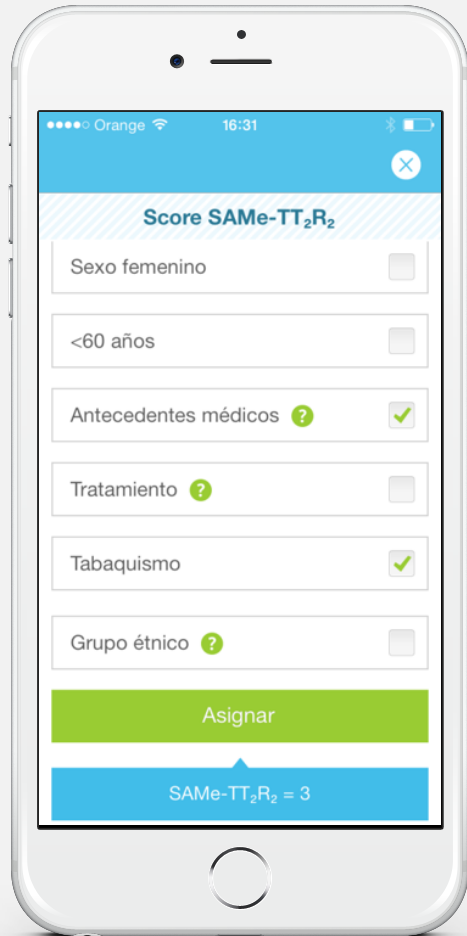 Orange 16:31
Score SAMe-TT₂R₂
Sexo femenino
<60 años
Antecedentes médicos ?
Tratamiento ?
Tabaquismo
Grupo étnico ?
Asignar
SAMe-TT₂R₂ = 3